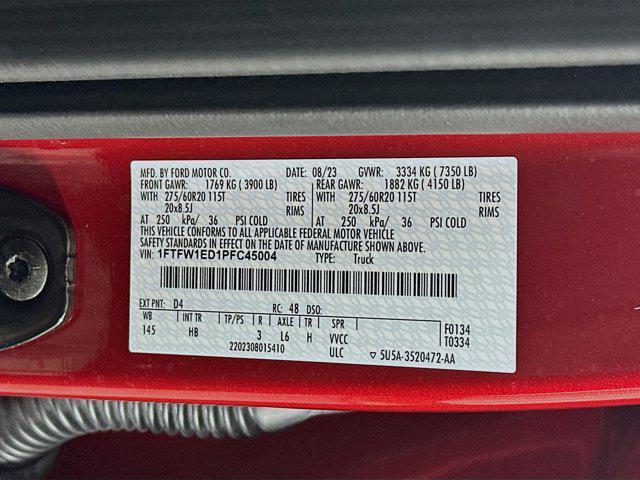 MFD. BY FORD MOTOR CO. DATE: 08/23 GVWR: 3334 KG ( 7350 LB)
FRONT GAWR: 1769 KG ( 3900 LB) REAR GAWR: 1882 KG ( 4150 LB)
WITH 275/60R20 115T TIRES WITH 275/60R20 115T TIRES
20x8.5J RIMS 20x8.5J RIMS
AT 250 kPa/ 36 PSI COLD AT 250 kPa/ 36 PSI COLD
THIS VEHICLE CONFORMS TO ALL APPLICABLE FEDERAL MOTOR VEHICLE
SAFETY STANDARDS IN EFFECT ON THE DATE OF MANUFACTURE SHOWN ABOVE.
VIN: 1FTFW1ED1PFC45004 TYPE: Truck
EXT PNT: D4 RC: 48 DSO:
WB INT TR TP/PS R AXLE TR SPR F0134
145 HB 3 L6 H VVCC T0334
2202308015410 ULC ▽ 5U5A-3520472-AA